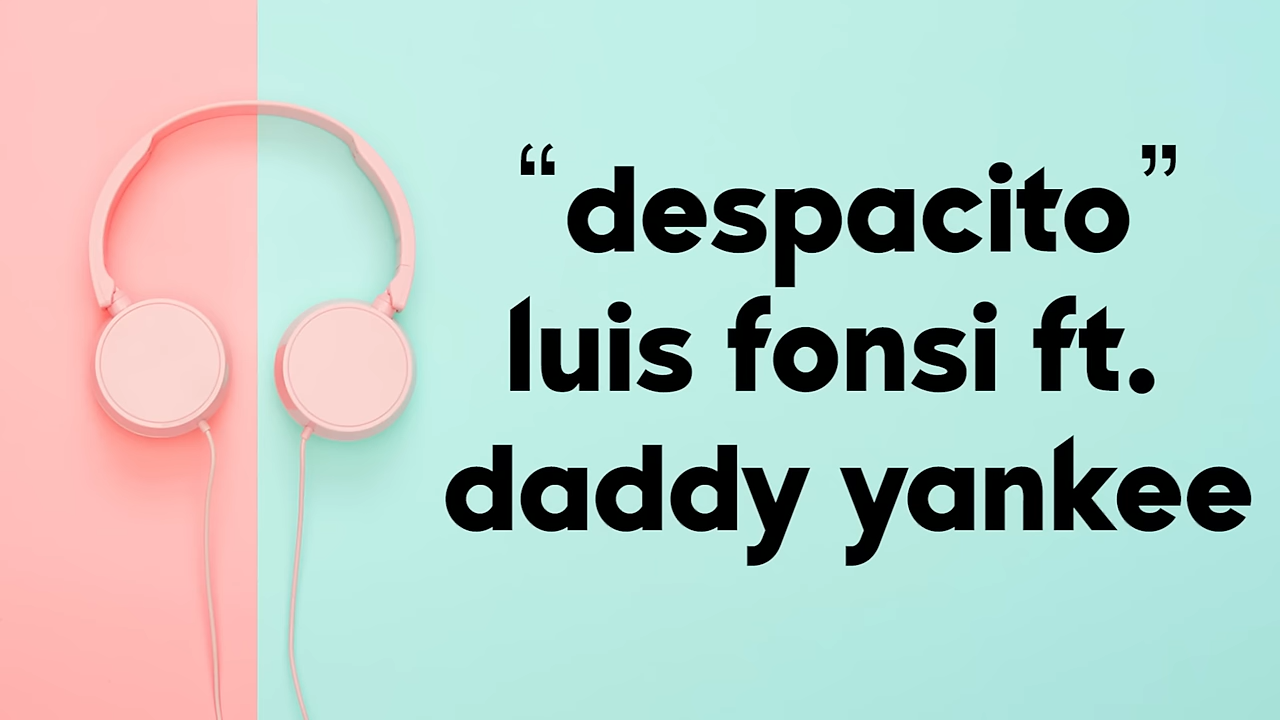 “despacito”
luis fonsi ft.
daddy yankee